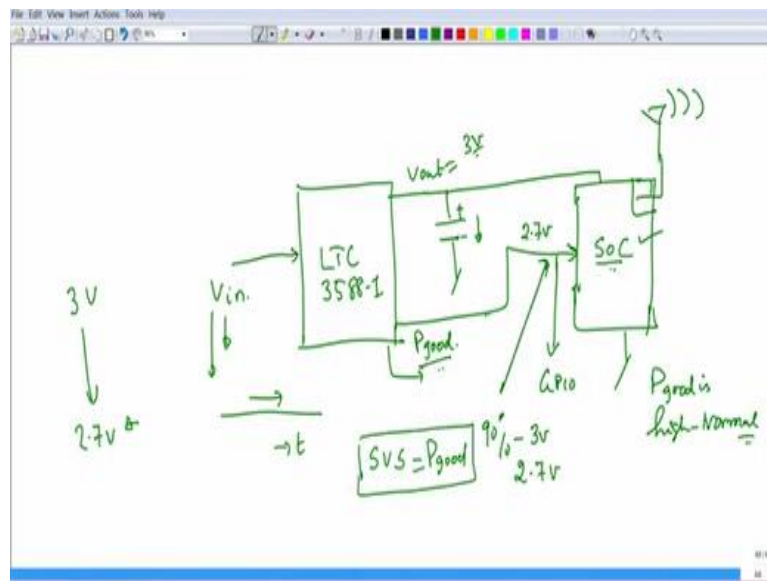 File Edit View Insert Actions Tools Help
Vout = 3V
LTC
3588-1
2.7V
SoC
3V
Vin.
Pgood.
GPIO
Pgood is
high-Normal
2.7V
→t
SVS = Pgood
90% - 3V
2.7V